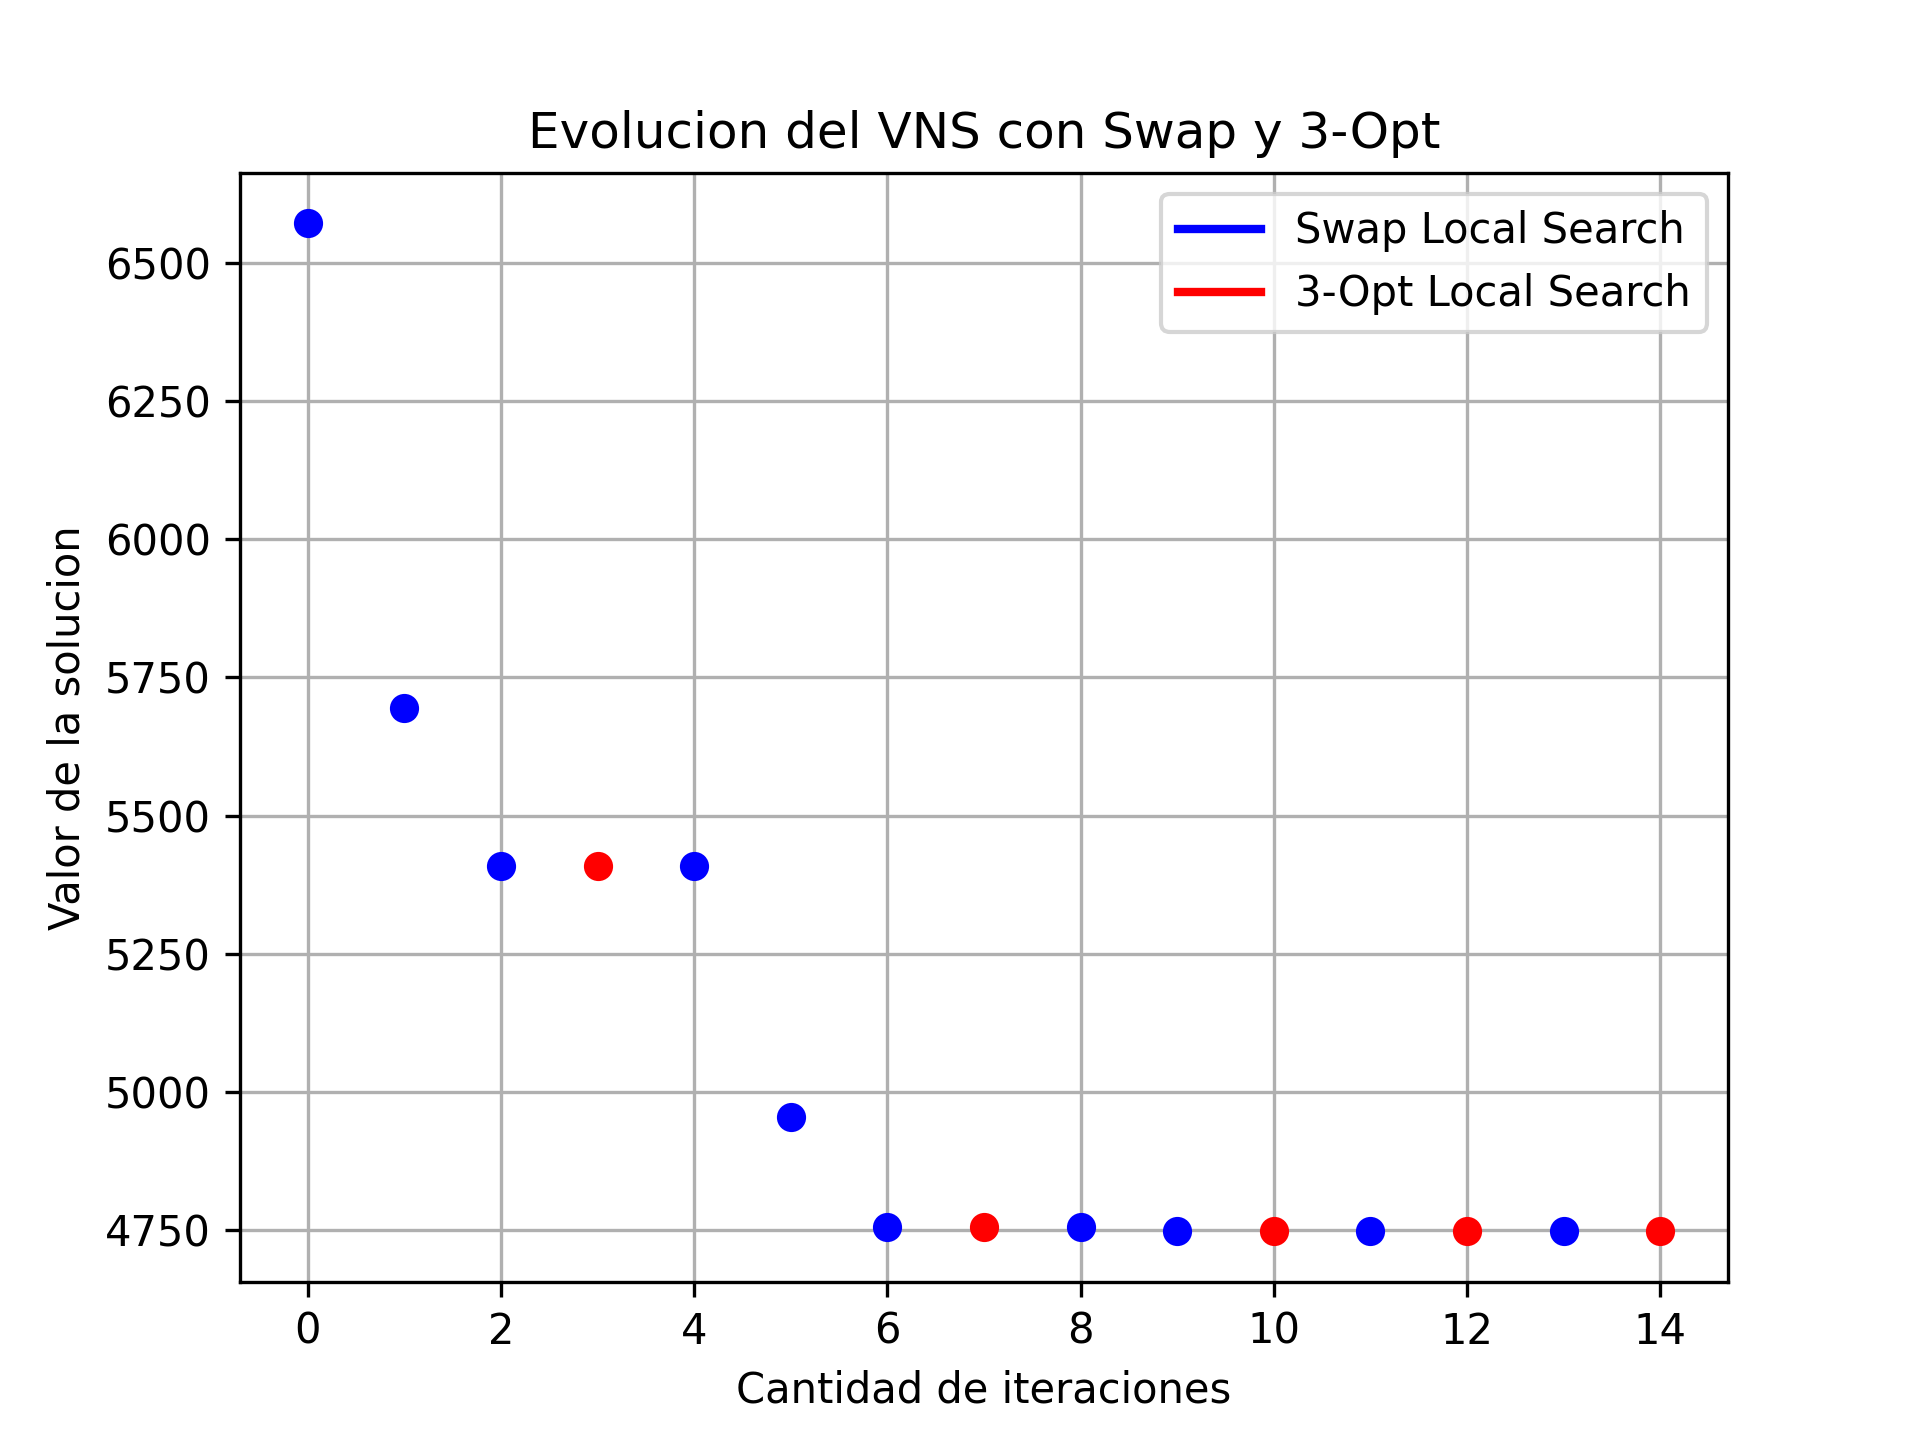 Evolucion del VNS con Swap y 3-Opt
Swap Local Search
3-Opt Local Search
Valor de la solucion
6500
6250
6000
5750
5500
5250
5000
4750
0 2 4 6 8 10 12 14
Cantidad de iteraciones